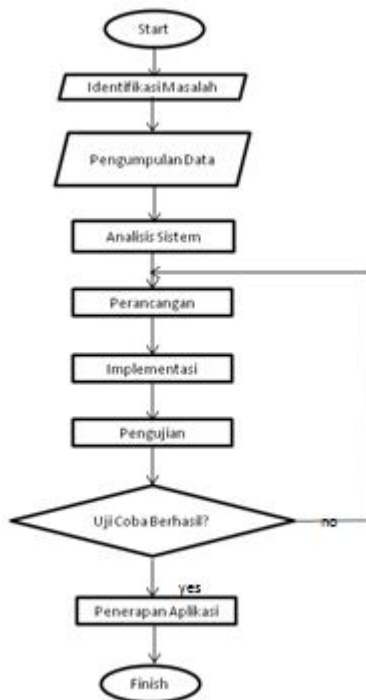 Start
Identifikasi Masalah
Pengumpulan Data
Analisis Sistem
Perancangan
Implementasi
Pengujian
Uji Coba Berhasil?
no
yes
Penerapan Aplikasi
Finish